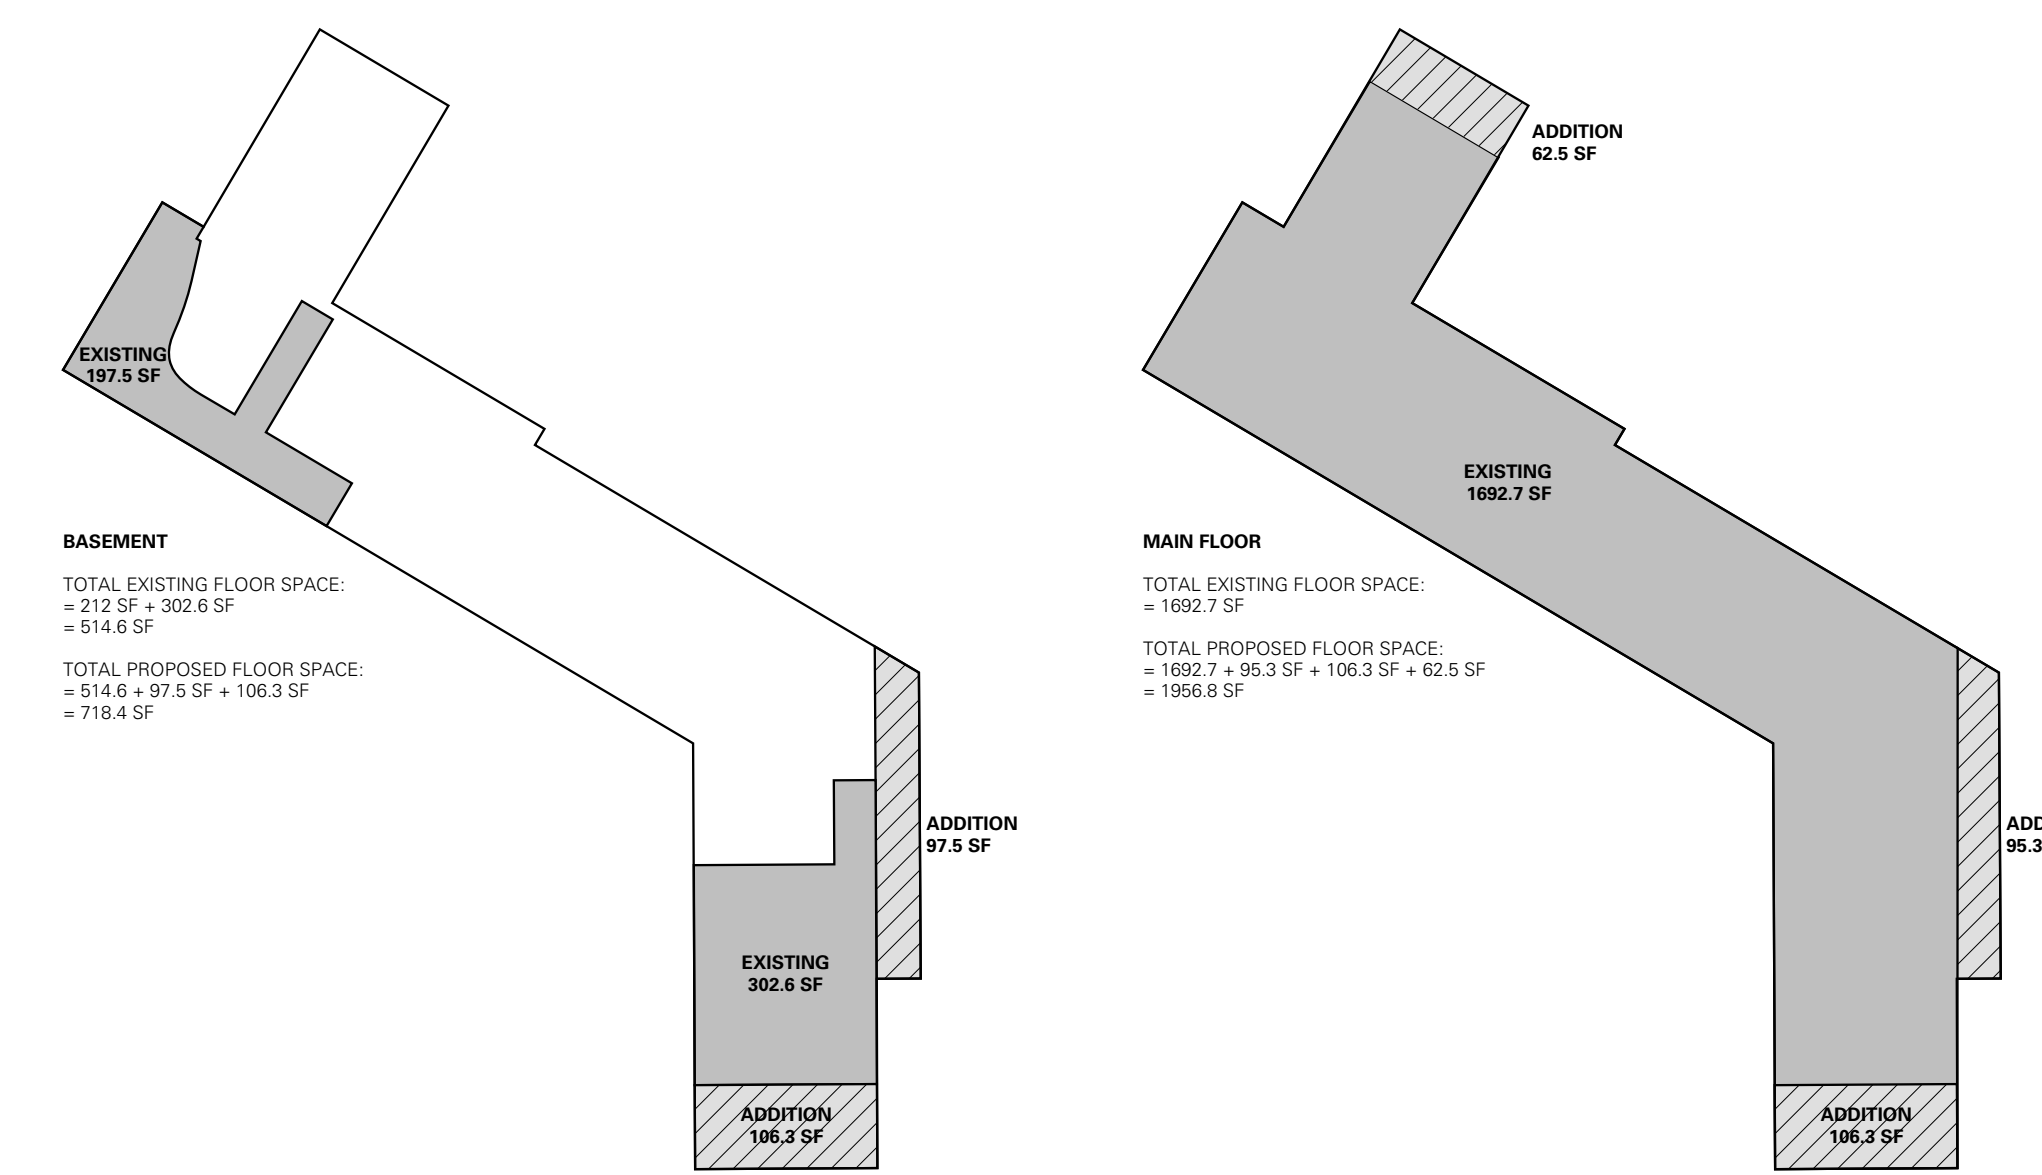 ADDITION
62.5 SF
EXISTING
197.5 SF
EXISTING
1692.7 SF
BASEMENT
TOTAL EXISTING FLOOR SPACE:
= 212 SF + 302.6 SF
= 514.6 SF
TOTAL PROPOSED FLOOR SPACE:
= 514.6 + 97.5 SF + 106.3 SF
= 718.4 SF
MAIN FLOOR
TOTAL EXISTING FLOOR SPACE:
= 1692.7 SF
TOTAL PROPOSED FLOOR SPACE:
= 1692.7 + 95.3 SF + 106.3 SF + 62.5 SF
= 1956.8 SF
ADDITION
97.5 SF
ADD
95.3
EXISTING
302.6 SF
ADDITION
106.3 SF
ADDITION
106.3 SF